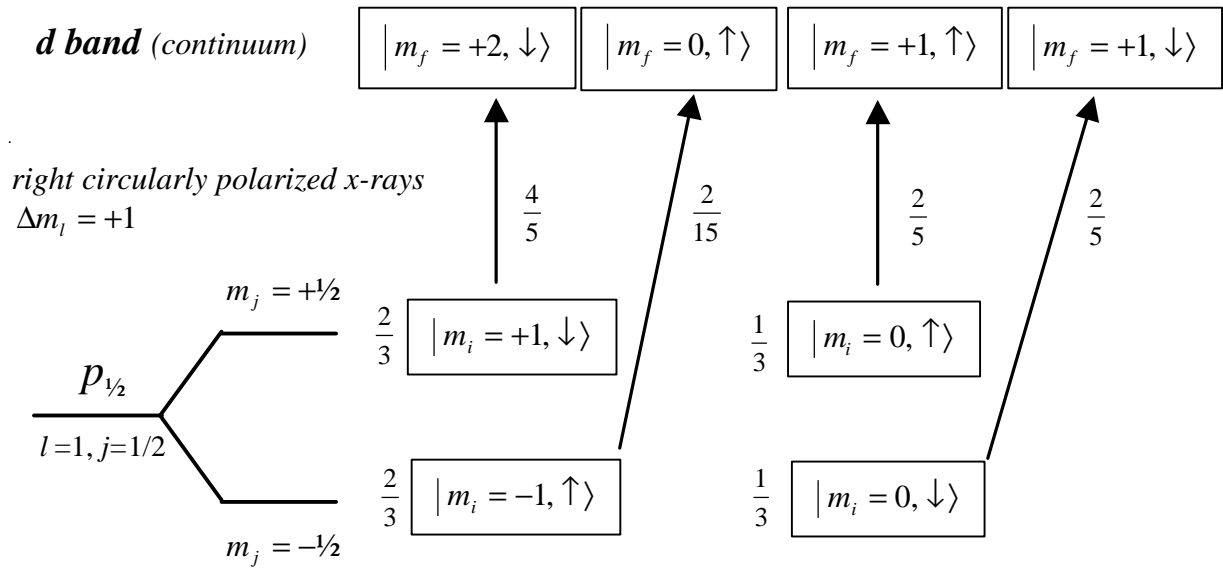 d band (continuum)
|m_f = +2, ↓⟩ |m_f = 0, ↑⟩ |m_f = +1, ↑⟩ |m_f = +1, ↓⟩
right circularly polarized x-rays
Δm_l = +1
4/5 2/15 2/5 2/5
m_j = +½
2/3 |m_i = +1, ↓⟩ 1/3 |m_i = 0, ↑⟩
p_½
l=1, j=1/2
2/3 |m_i = −1, ↑⟩ 1/3 |m_i = 0, ↓⟩
m_j = −½